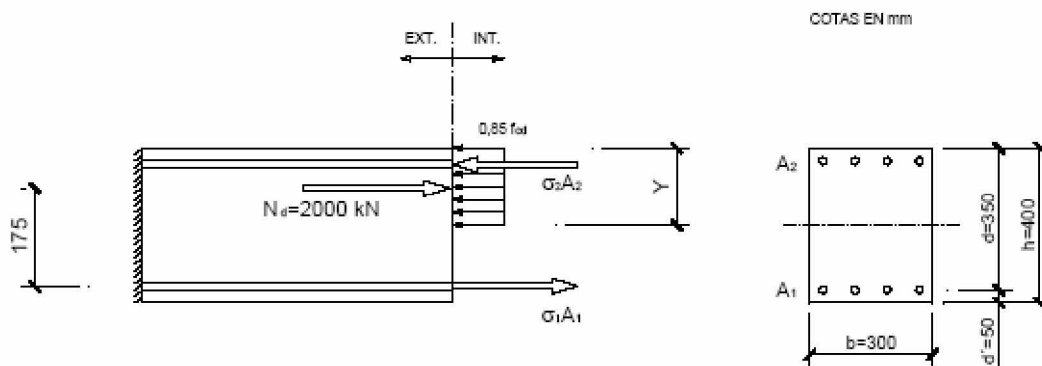 COTAS EN mm
EXT.
INT.
0,85 fcd
A₂
σ₂A₂
Nd=2000 kN
Y
175
d=350
h=400
A₁
σ₁A₁
b=300
d'=50